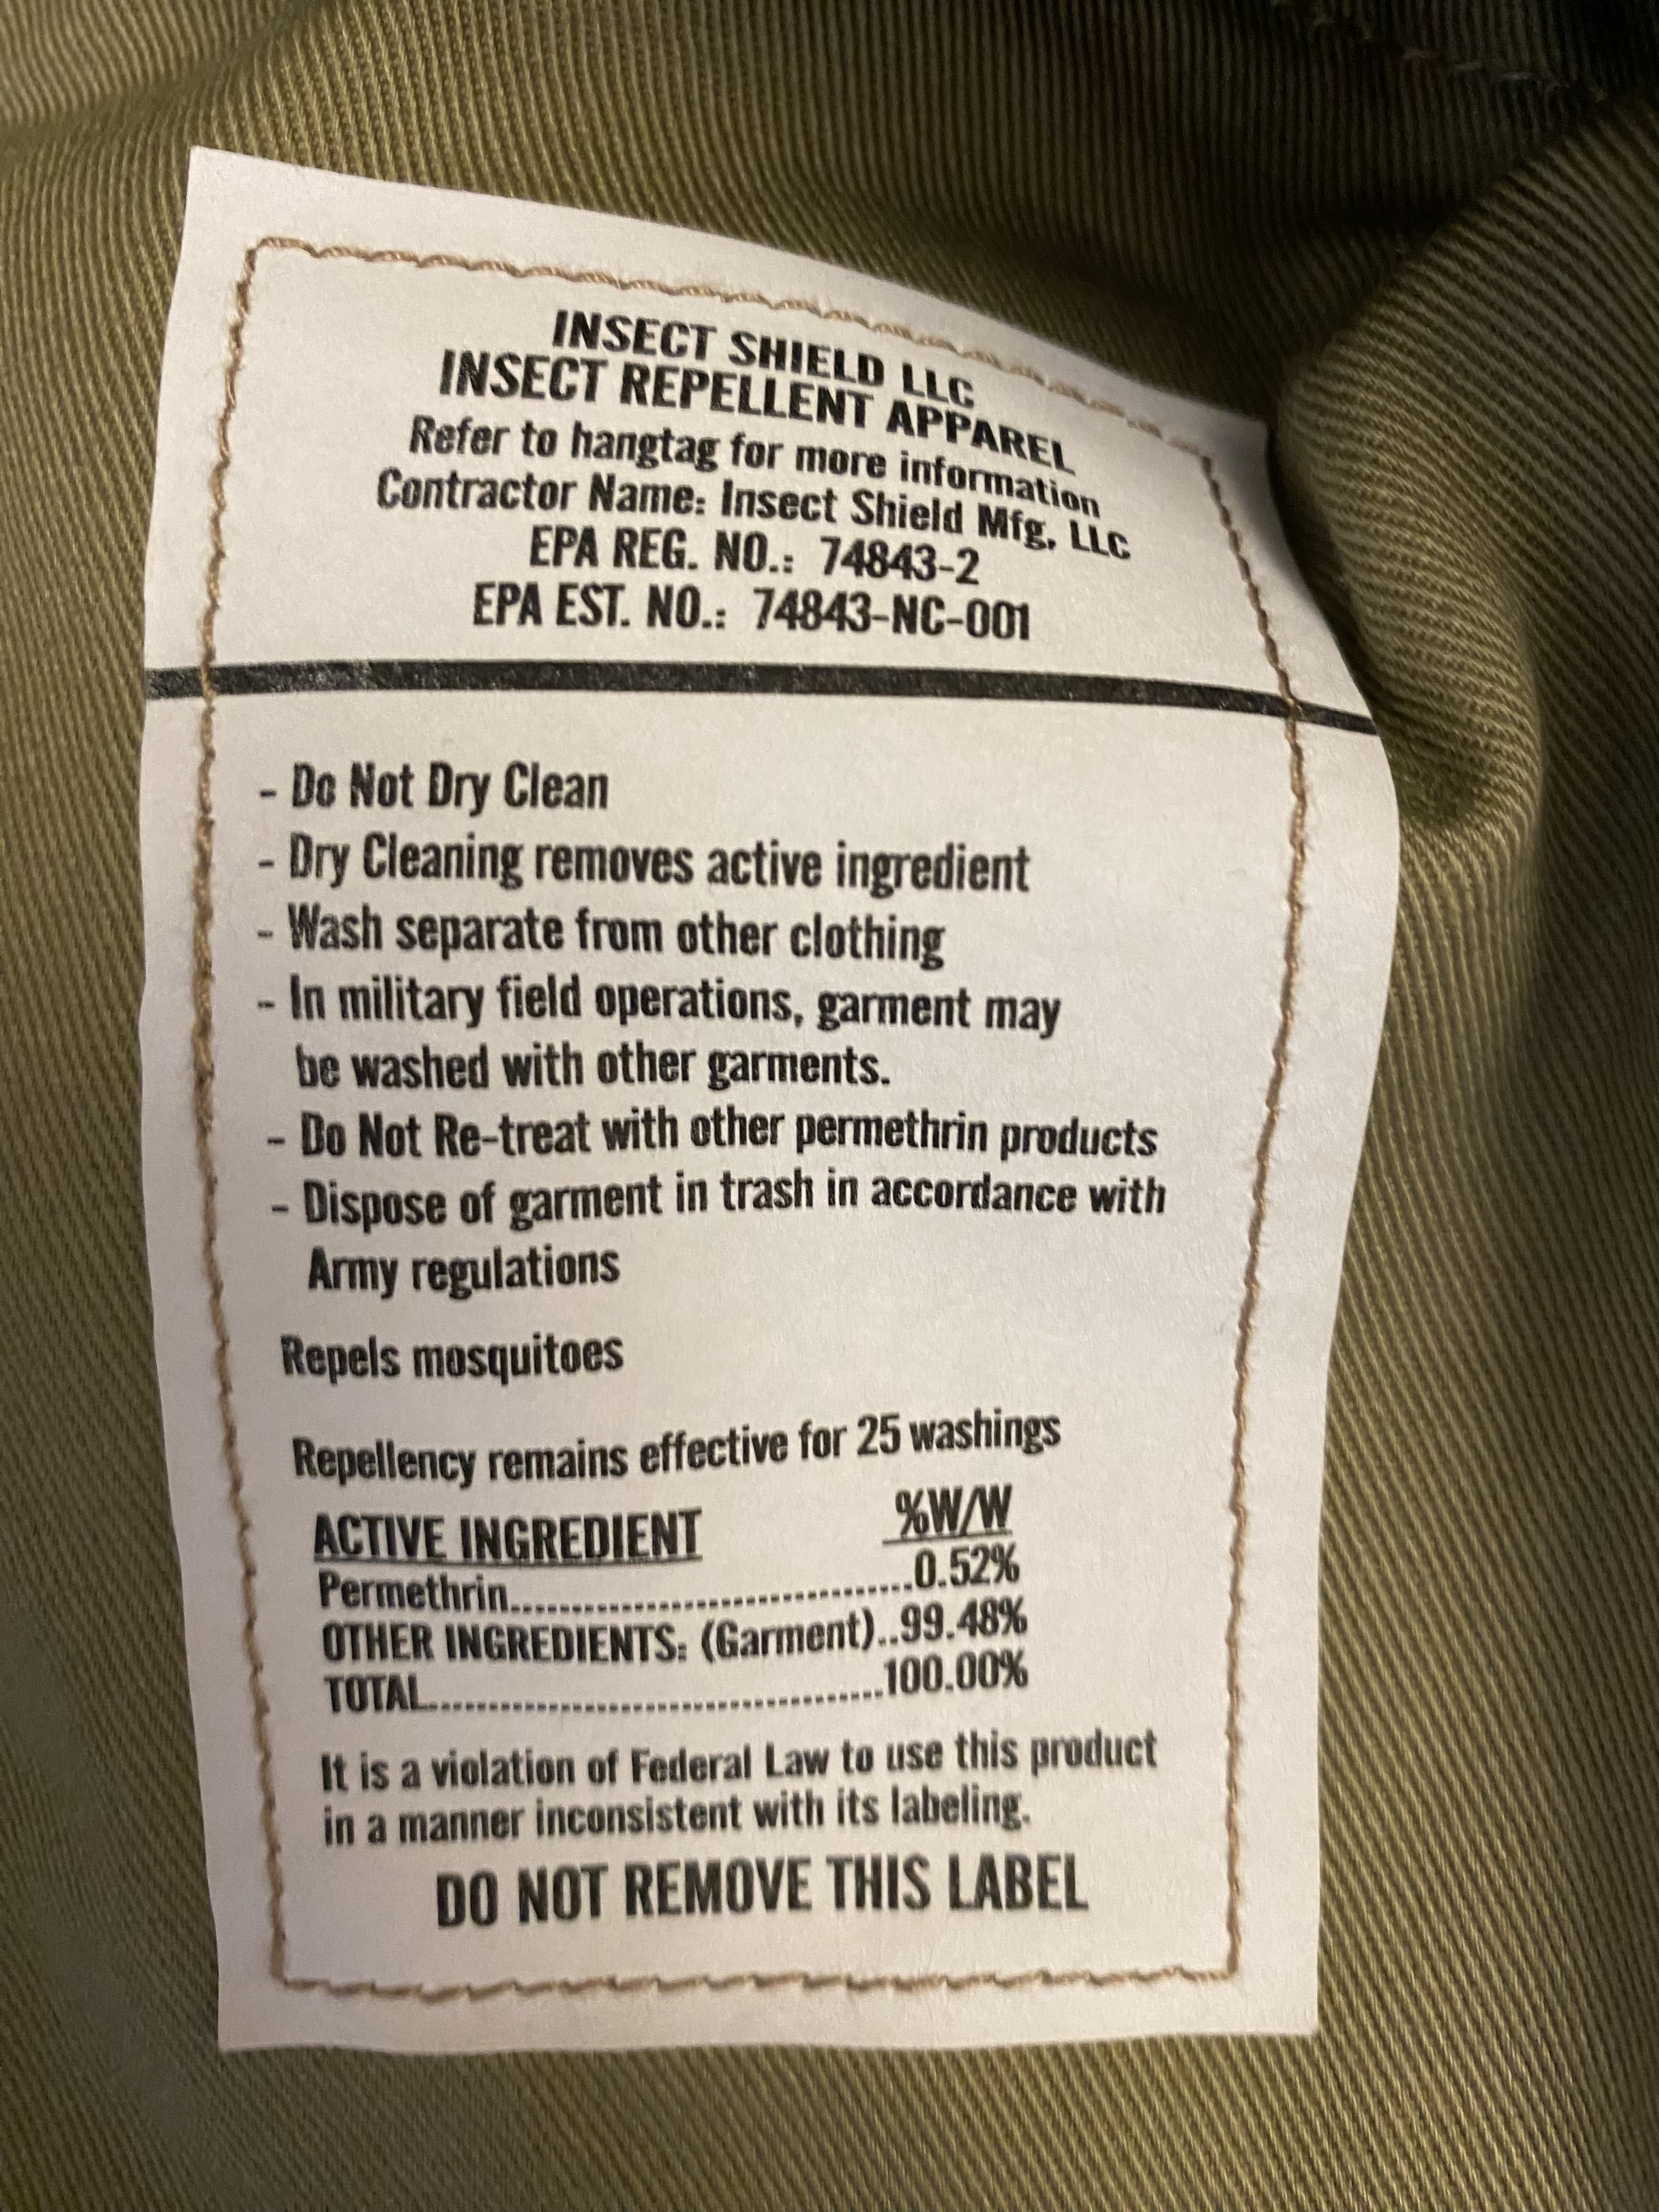 INSECT SHIELD LLC
INSECT REPELLENT APPAREL
Refer to hangtag for more information
Contractor Name: Insect Shield Mfg, LLC
EPA REG. NO.: 74843-2
EPA EST. NO.: 74843-NC-001
- Do Not Dry Clean
- Dry Cleaning removes active ingredient
- Wash separate from other clothing
- In military field operations, garment may
be washed with other garments.
- Do Not Re-treat with other permethrin products
- Dispose of garment in trash in accordance with
Army regulations
Repels mosquitoes
Repellency remains effective for 25 washings
ACTIVE INGREDIENT %W/W
Permethrin................................0.52%
OTHER INGREDIENTS: (Garment)..99.48%
TOTAL.....................................100.00%
It is a violation of Federal Law to use this product
in a manner inconsistent with its labeling.
DO NOT REMOVE THIS LABEL